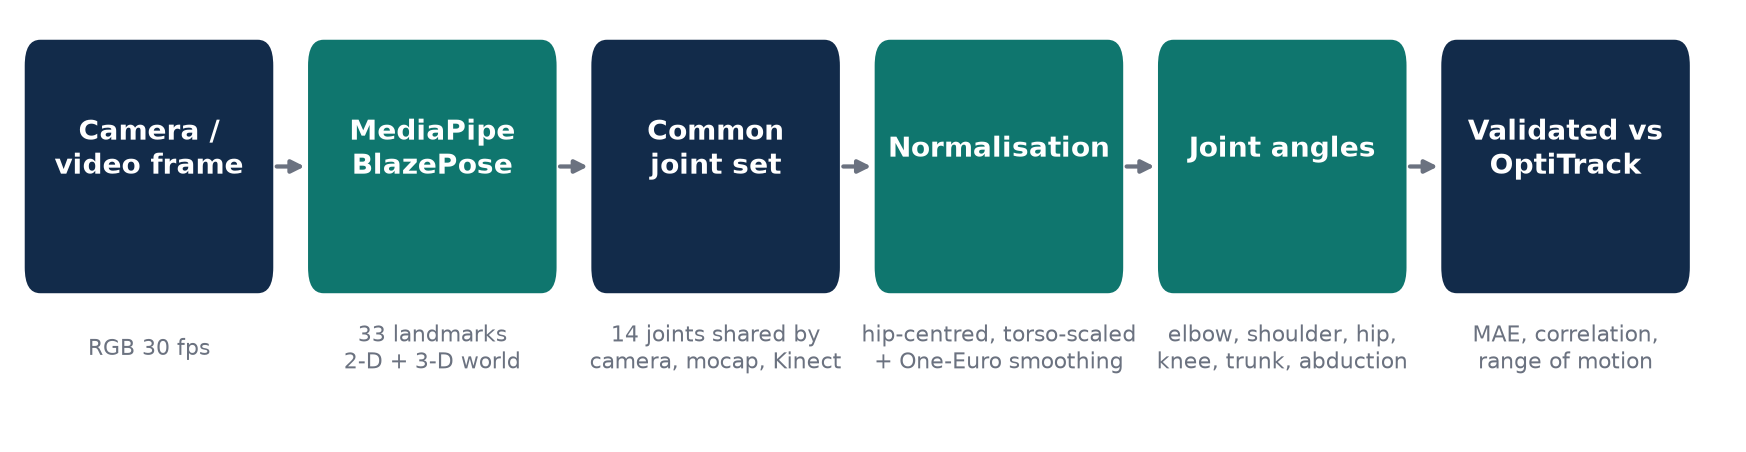 Camera /
video frame
MediaPipe
BlazePose
Common
joint set
Normalisation
Joint angles
Validated vs
OptiTrack
RGB 30 fps
33 landmarks
2-D + 3-D world
14 joints shared by
camera, mocap, Kinect
hip-centred, torso-scaled
+ One-Euro smoothing
elbow, shoulder, hip,
knee, trunk, abduction
MAE, correlation,
range of motion